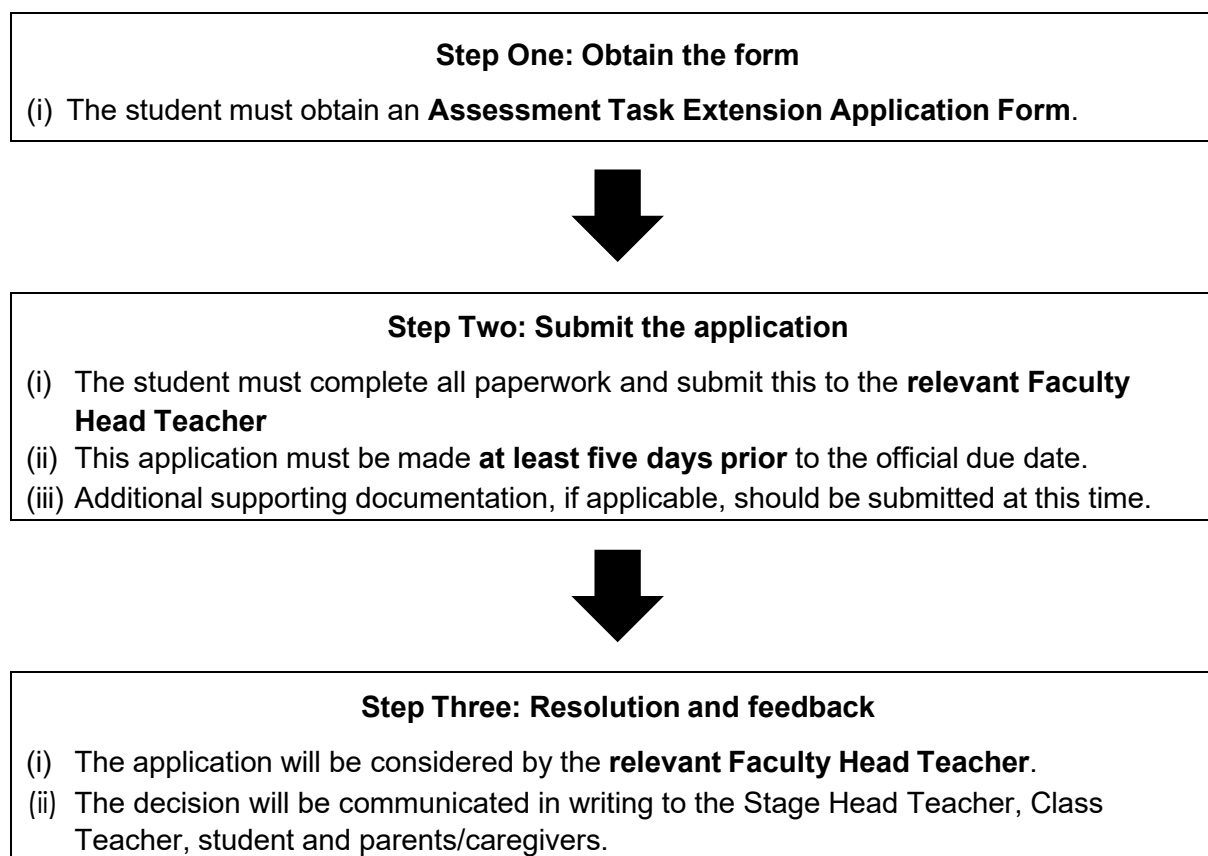 Step One: Obtain the form
(i) The student must obtain an Assessment Task Extension Application Form.
Step Two: Submit the application
(i) The student must complete all paperwork and submit this to the relevant Faculty
Head Teacher
(ii) This application must be made at least five days prior to the official due date.
(iii) Additional supporting documentation, if applicable, should be submitted at this time.
Step Three: Resolution and feedback
(i) The application will be considered by the relevant Faculty Head Teacher.
(ii) The decision will be communicated in writing to the Stage Head Teacher, Class
Teacher, student and parents/caregivers.